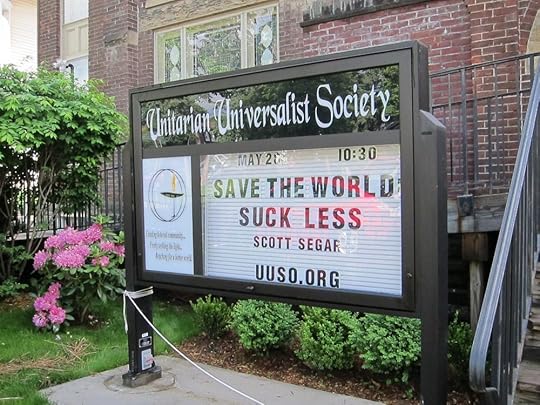 Unitarian Universalist Society
MAY 20 10:30
SAVE THE WORLD
SUCK LESS
SCOTT SEGAR
UUSO.ORG